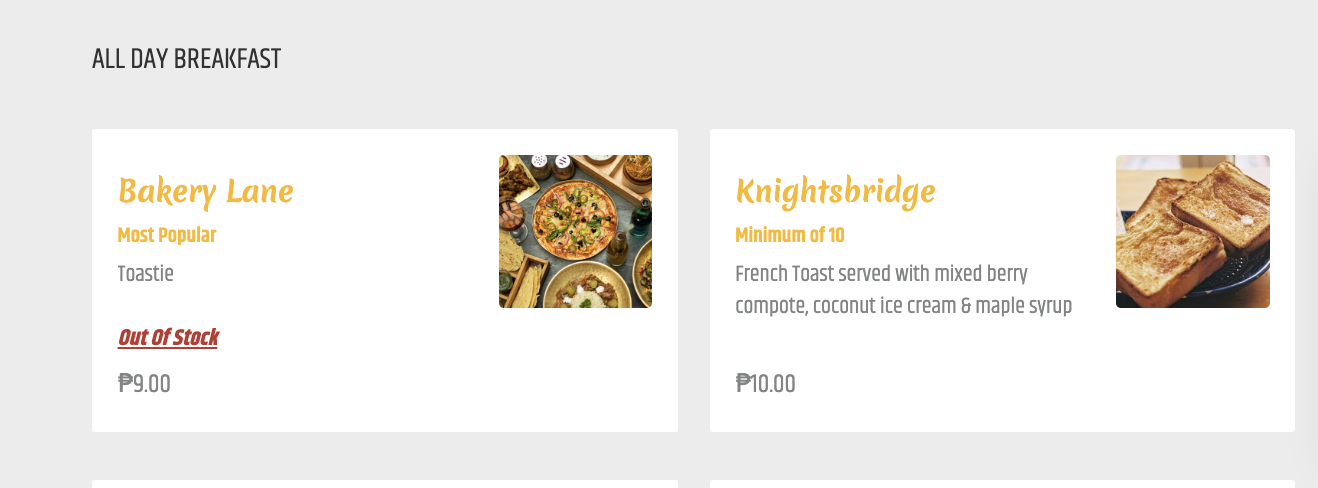 ALL DAY BREAKFAST
Bakery Lane
Most Popular
Toastie
Out Of Stock
₱9.00
Knightsbridge
Minimum of 10
French Toast served with mixed berry
compote, coconut ice cream & maple syrup
₱10.00